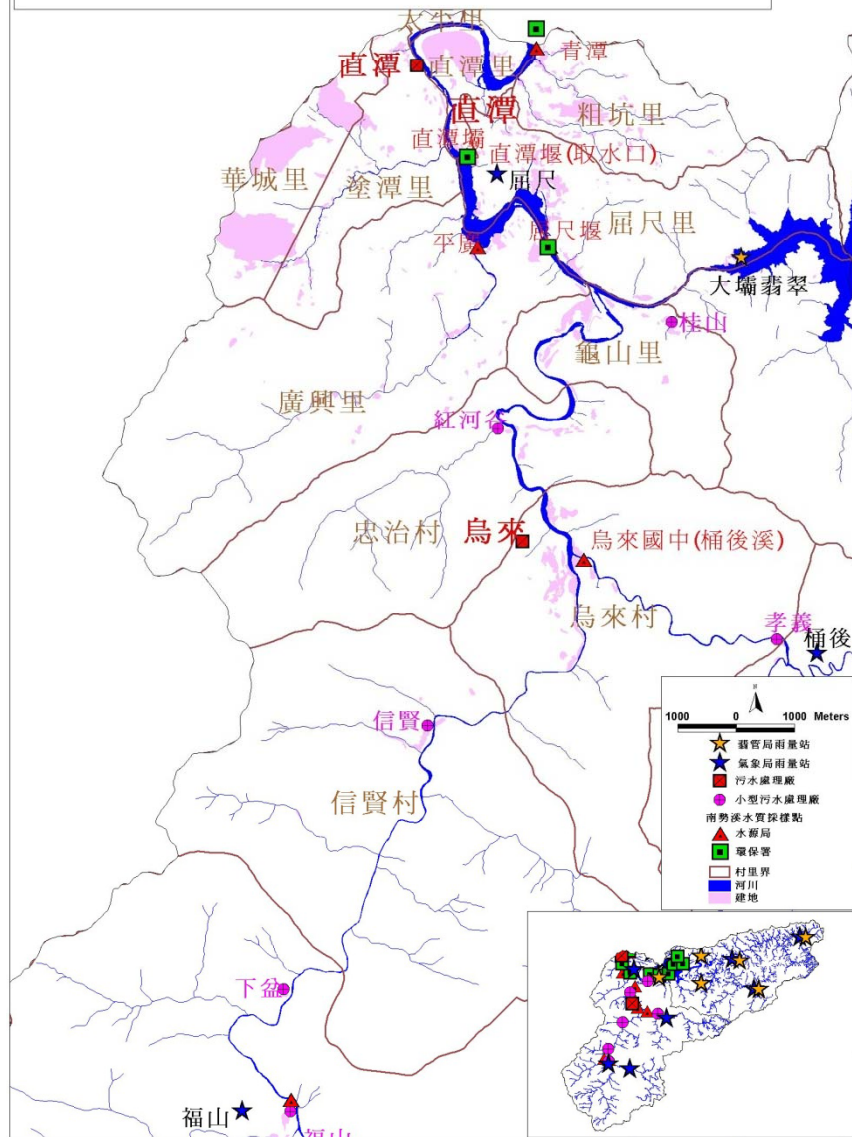 太平里
直潭
直潭里
青潭
直潭
粗坑里
直潭壩
直潭堰(取水口)
華城里
塗潭里
屈尺
平廣
屈尺堰
屈尺里
大壩翡翠
桂山
龜山里
廣興里
紅河谷
忠治村
烏來
烏來國中(桶後溪)
烏來村
孝義
桶後
信賢
信賢村
下盆
福山
福山
N
1000 0 1000 Meters
翡管局雨量站
氣象局雨量站
污水處理廠
小型污水處理廠
南勢溪水質採樣點
水源局
環保署
村里界
河川
建地